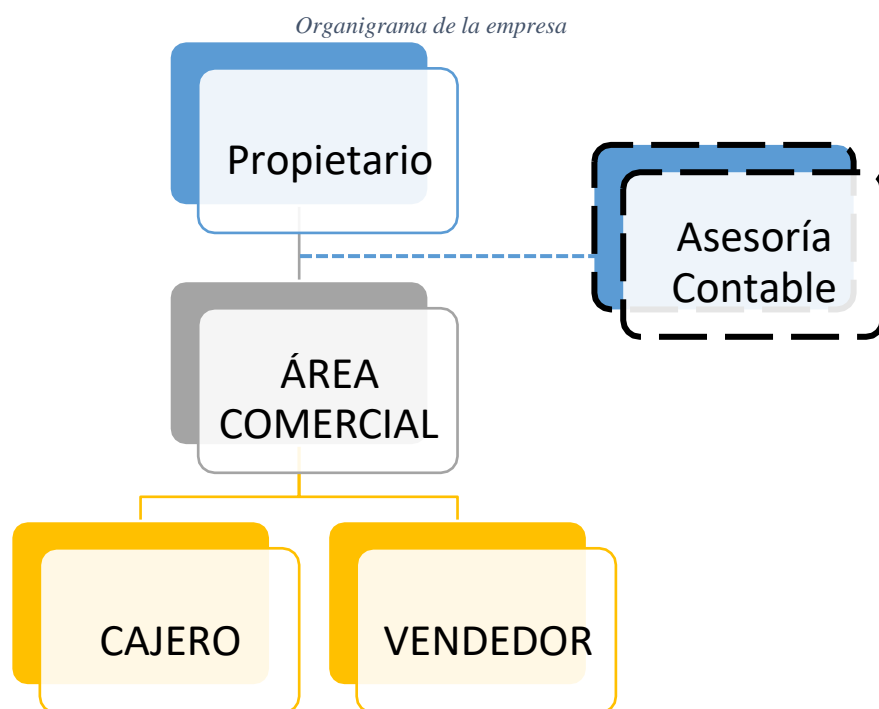 Organigrama de la empresa
Propietario
Asesoría
Contable
ÁREA
COMERCIAL
CAJERO
VENDEDOR